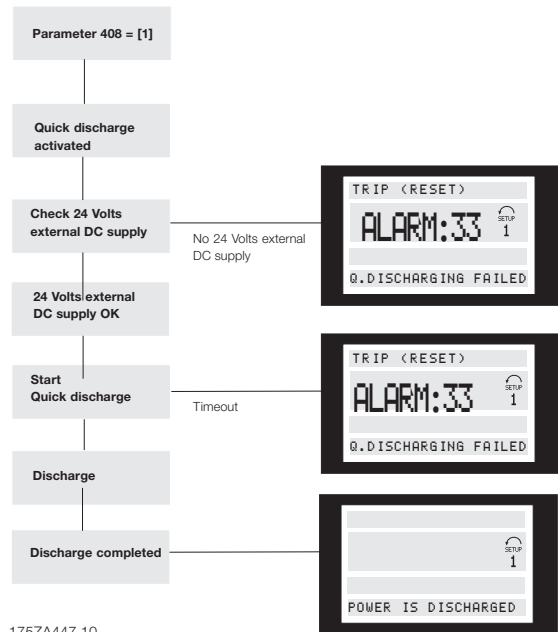 Parameter 408 = [1]
Quick discharge
activated
Check 24 Volts
external DC supply
No 24 Volts external
DC supply
TRIP (RESET)
ALARM:33
SETUP
1
Q.DISCHARGING FAILED
24 Volts external
DC supply OK
Start
Quick discharge
Timeout
TRIP (RESET)
ALARM:33
SETUP
1
Q.DISCHARGING FAILED
Discharge
Discharge completed
SETUP
1
POWER IS DISCHARGED
175ZA447.10